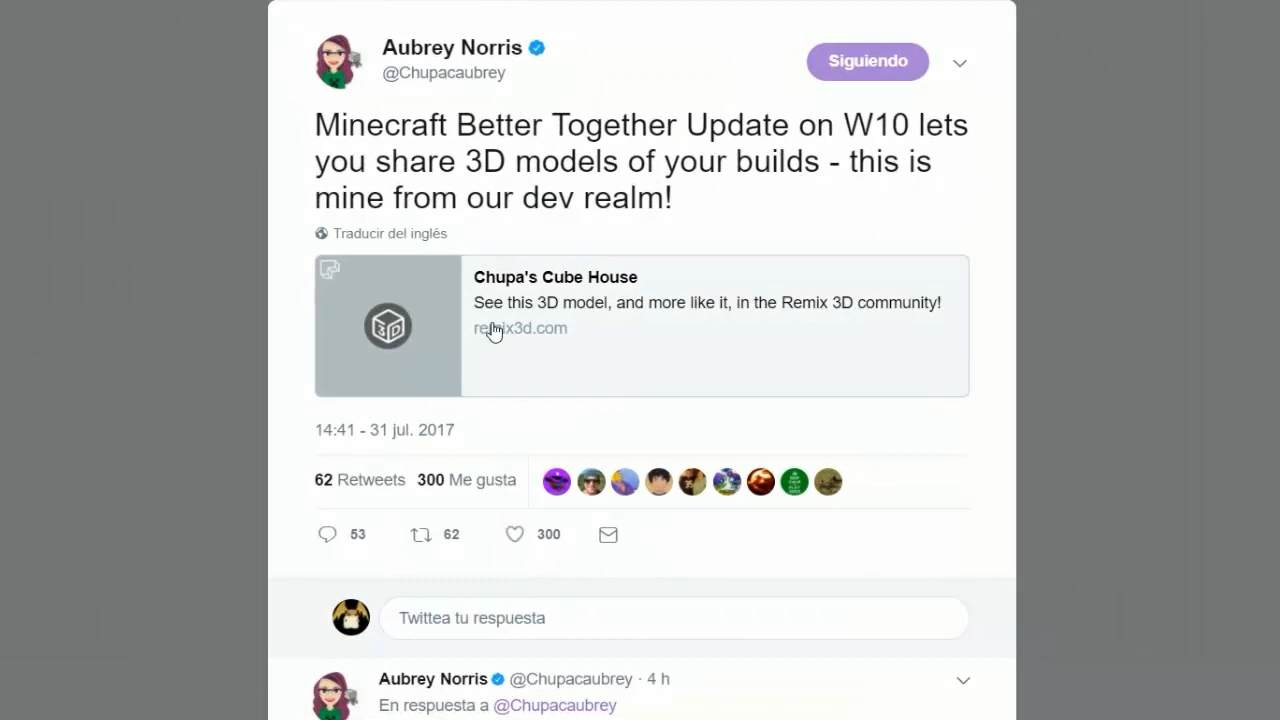 Aubrey Norris
@Chupacaubrey
Siguiendo
Minecraft Better Together Update on W10 lets
you share 3D models of your builds - this is
mine from our dev realm!
Traducir del inglés
3D
Chupa's Cube House
See this 3D model, and more like it, in the Remix 3D community!
remix3d.com
14:41 - 31 jul. 2017
62 Retweets 300 Me gusta
53 62 300
Twittea tu respuesta
Aubrey Norris @Chupacaubrey · 4 h
En respuesta a @Chupacaubrey